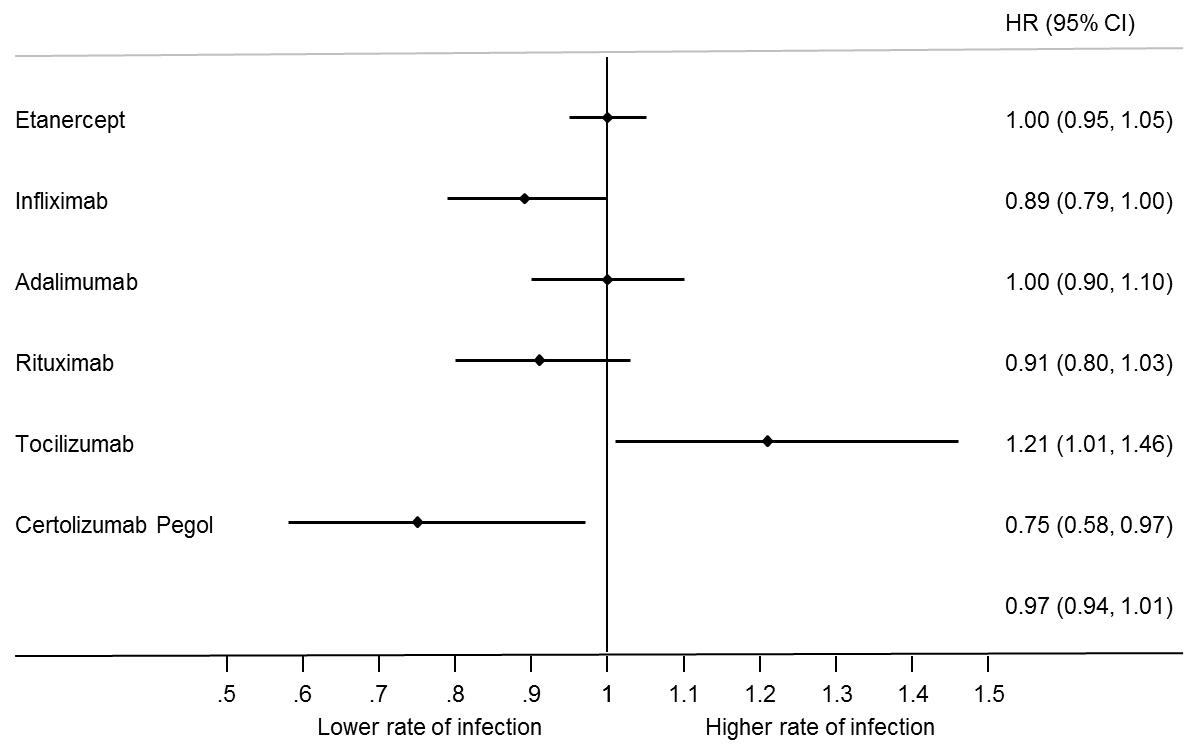 HR (95% CI)
Etanercept 1.00 (0.95, 1.05)
Infliximab 0.89 (0.79, 1.00)
Adalimumab 1.00 (0.90, 1.10)
Rituximab 0.91 (0.80, 1.03)
Tocilizumab 1.21 (1.01, 1.46)
Certolizumab Pegol 0.75 (0.58, 0.97)
0.97 (0.94, 1.01)
.5 .6 .7 .8 .9 1 1.1 1.2 1.3 1.4 1.5
Lower rate of infection Higher rate of infection